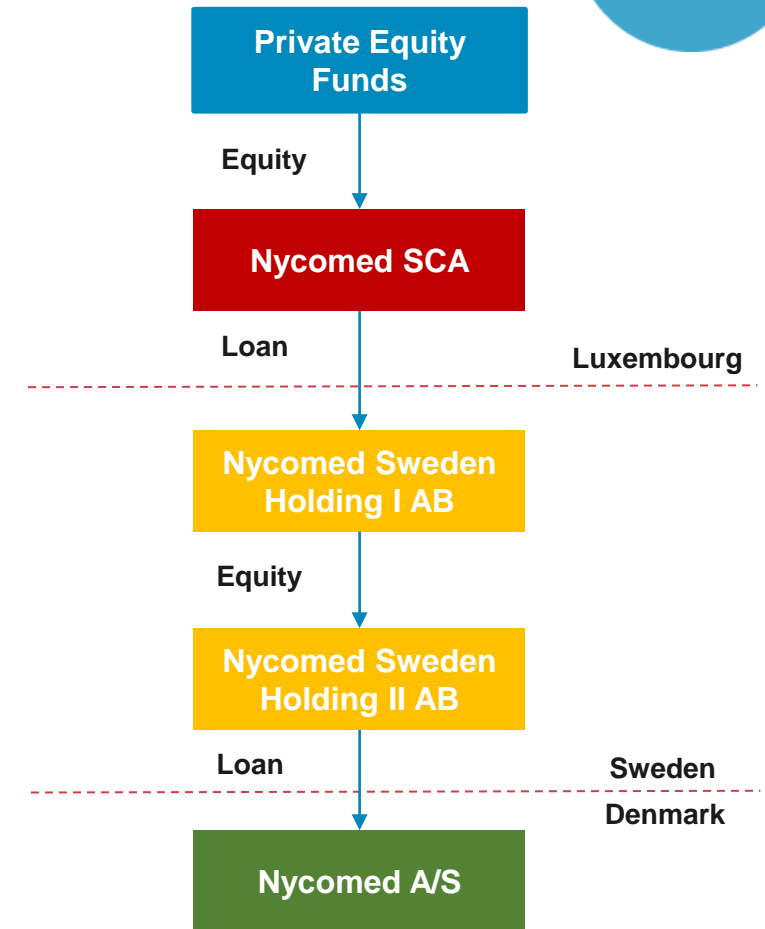 Private Equity
Funds
Equity
Nycomed SCA
Loan
Luxembourg
Nycomed Sweden
Holding I AB
Equity
Nycomed Sweden
Holding II AB
Loan
Sweden
Denmark
Nycomed A/S